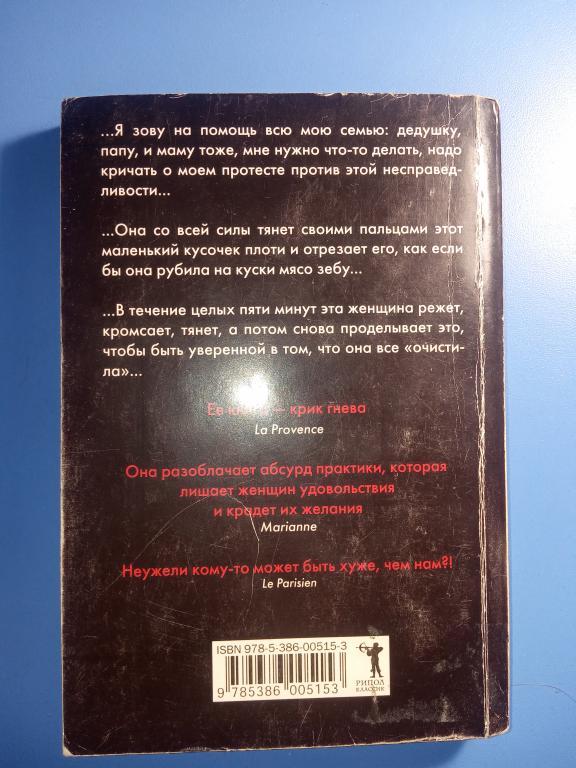 ...Я зову на помощь всю мою семью: дедушку,
папу, и маму тоже, мне нужно что-то делать, надо
кричать о моем протесте против этой несправед-
ливости...
...Она со всей силы тянет своими пальцами этот
маленький кусочек плоти и отрезает его, как если
бы она рубила на куски мясо зебу...
...В течение целых пяти минут эта женщина режет,
кромсает, тянет, а потом снова проделывает это,
чтобы быть уверенной в том, что она все «очисти-
ла»...
Ее книга — крик гнева
La Provence
Она разоблачает абсурд практики, которая
лишает женщин удовольствия
и крадет их желания
Marianne
Неужели кому-то может быть хуже, чем нам?!
Le Parisien
ISBN 978-5-386-00515-3
9 785386 005153
РИПОЛ
КЛАССИК